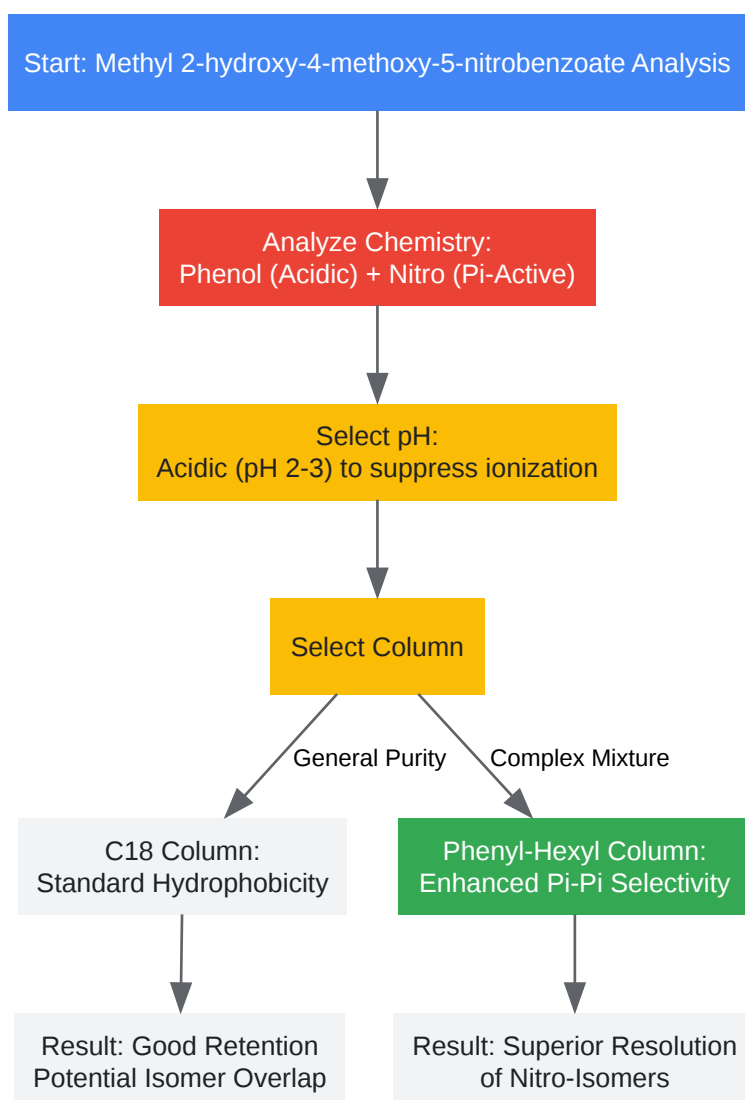 Start: Methyl 2-hydroxy-4-methoxy-5-nitrobenzoate Analysis
Analyze Chemistry:
Phenol (Acidic) + Nitro (Pi-Active)
Select pH:
Acidic (pH 2-3) to suppress ionization
Select Column
General Purity
Complex Mixture
C18 Column:
Standard Hydrophobicity
Phenyl-Hexyl Column:
Enhanced Pi-Pi Selectivity
Result: Good Retention
Potential Isomer Overlap
Result: Superior Resolution
of Nitro-Isomers